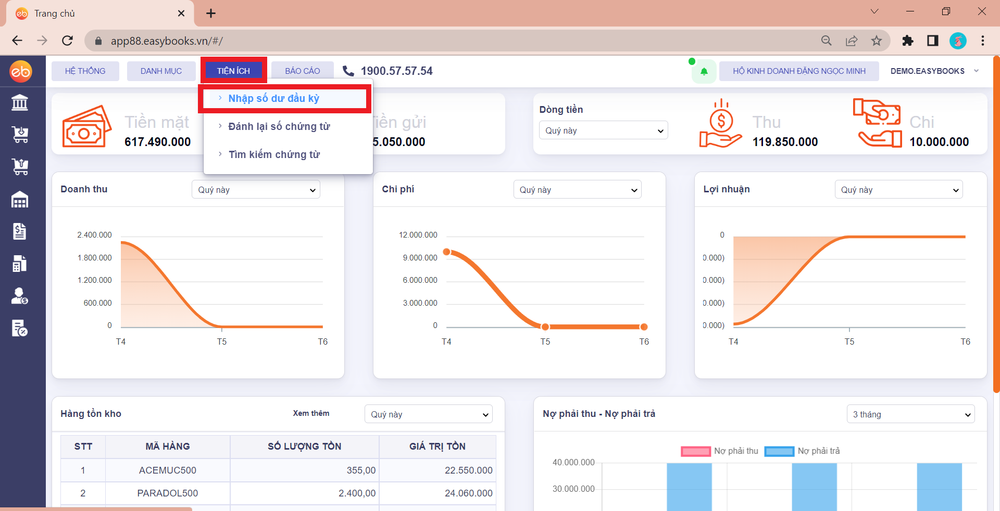 eb Trang chủ
app88.easybooks.vn/#/
eb
HỆ THỐNG DANH MỤC TIỆN ÍCH BÁO CÁO 1900.57.57.54 HỘ KINH DOANH ĐẶNG NGỌC MINH DEMO.EASYBOOKS
Nhập số dư đầu kỳ
Đánh lại số chứng từ
Tìm kiếm chứng từ
Tiền mặt
617.490.000
iền gửi
5.050.000
Dòng tiền
Quý này
Thu
119.850.000
Chi
10.000.000
Doanh thu Quý này
2.400.000
1.800.000
1.200.000
600.000
0
T4 T5 T6
Chi phí Quý này
12.000.000
9.000.000
6.000.000
3.000.000
0
T4 T5 T6
Lợi nhuận Quý này
0
0.000)
0.000)
0.000)
0.000)
T4 T5 T6
Hàng tồn kho Xem thêm Quý này
STT MÃ HÀNG SỐ LƯỢNG TỒN GIÁ TRỊ TỒN
1 ACEMUC500 355,00 22.550.000
2 PARADOL500 2.400,00 24.060.000
Nợ phải thu - Nợ phải trả 3 tháng
Nợ phải thu Nợ phải trả
40.000.000
30.000.000